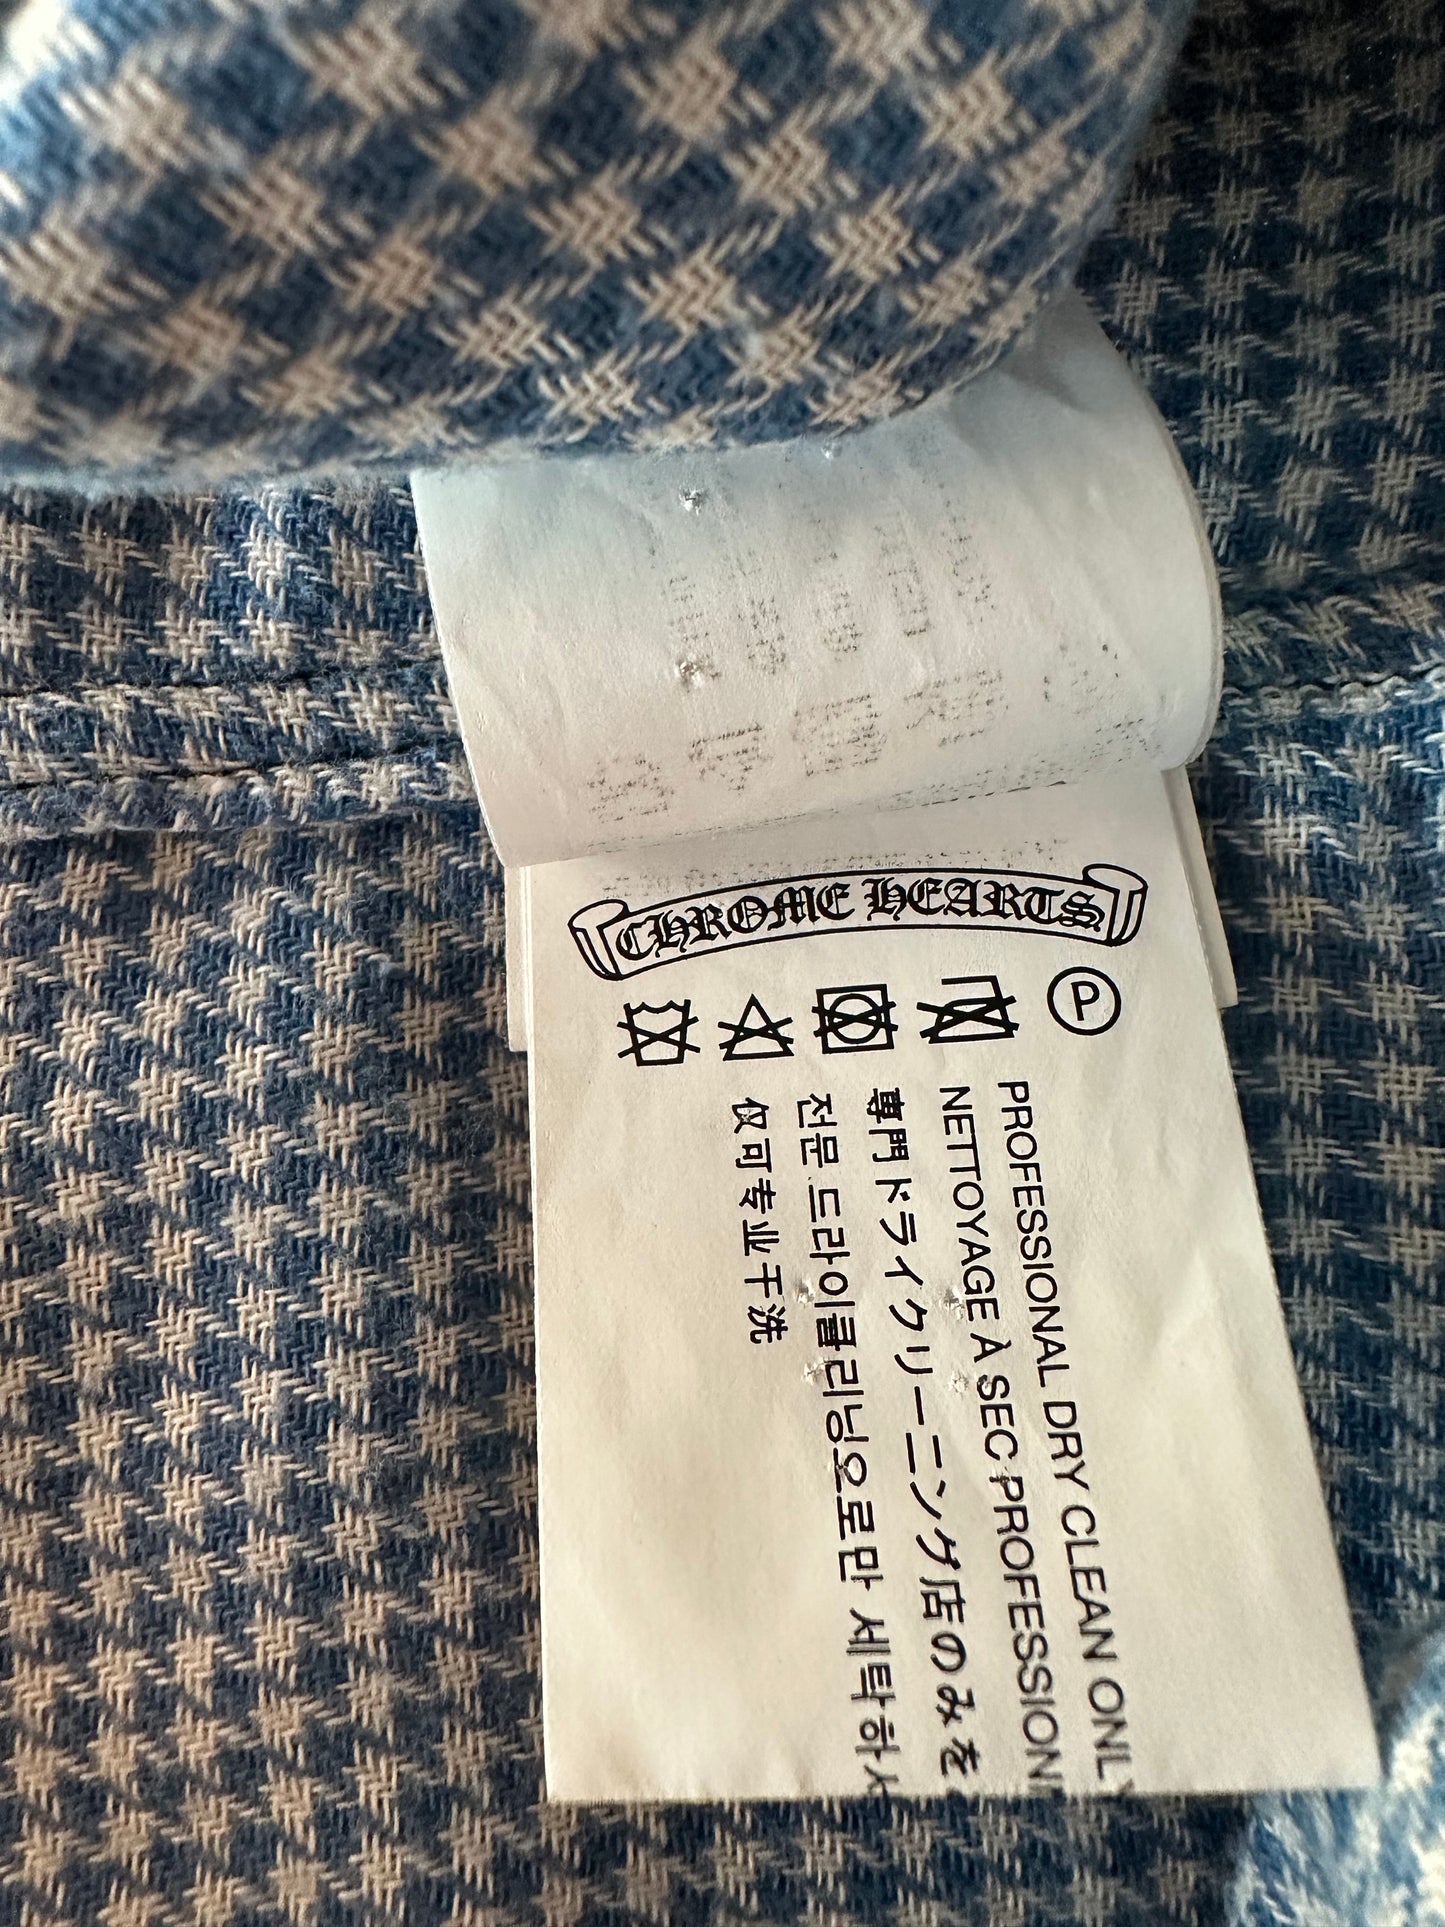 CHROME HEARTS
P
PROFESSIONAL DRY CLEAN ONLY
NETTOYAGE À SEC PROFESSION
専門ドライクリーニング店のみを
전문 드라이클리닝으로만 세탁하
仅可专业干洗